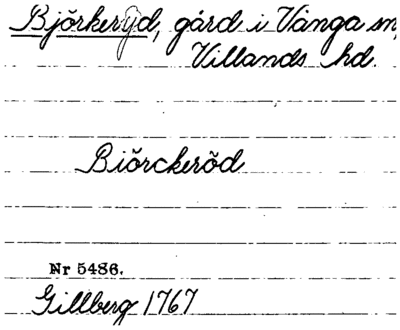 Björkeryd, gård i Vånga sn,
Villands hd.
Biörckeröd
Nr 5486.
Gillberg 1767